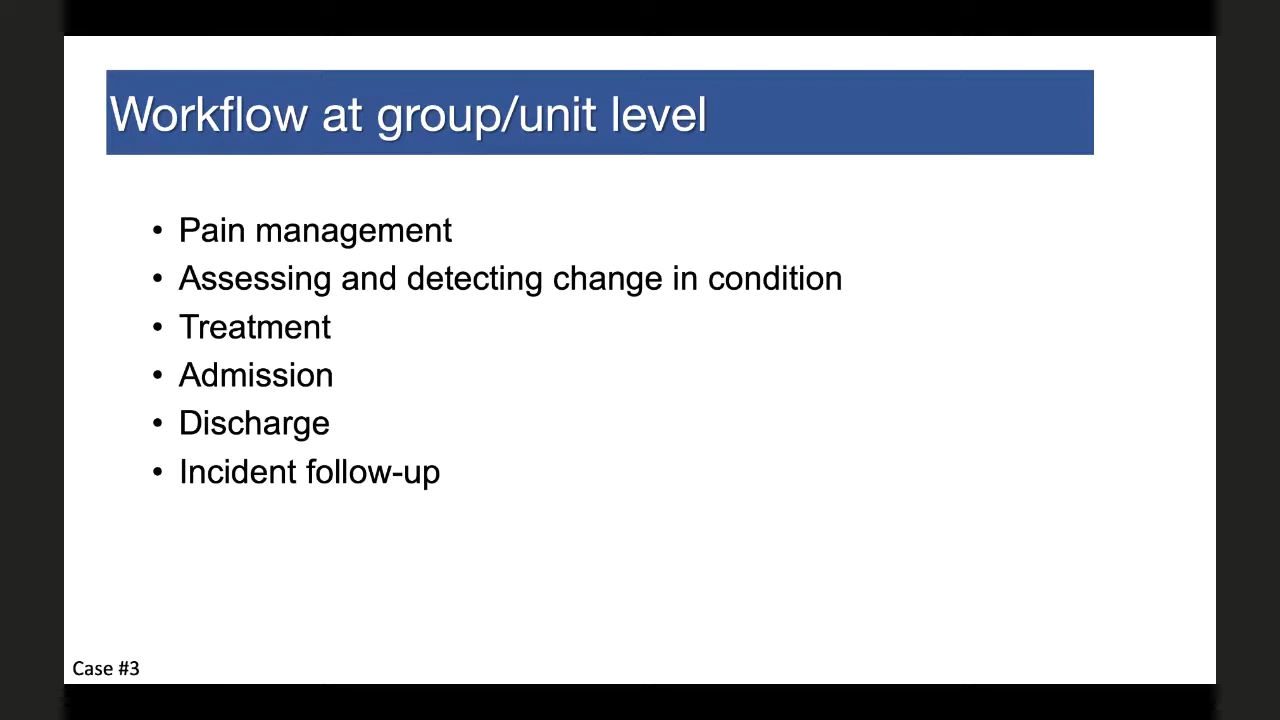 Workflow at group/unit level
• Pain management
• Assessing and detecting change in condition
• Treatment
• Admission
• Discharge
• Incident follow-up
Case #3